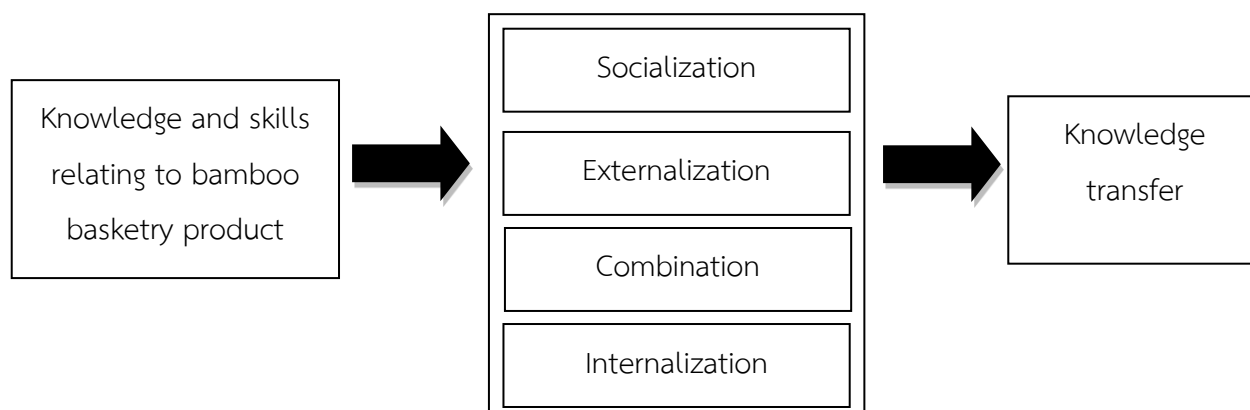 Knowledge and skills
relating to bamboo
basketry product
Socialization
Externalization
Combination
Internalization
Knowledge
transfer